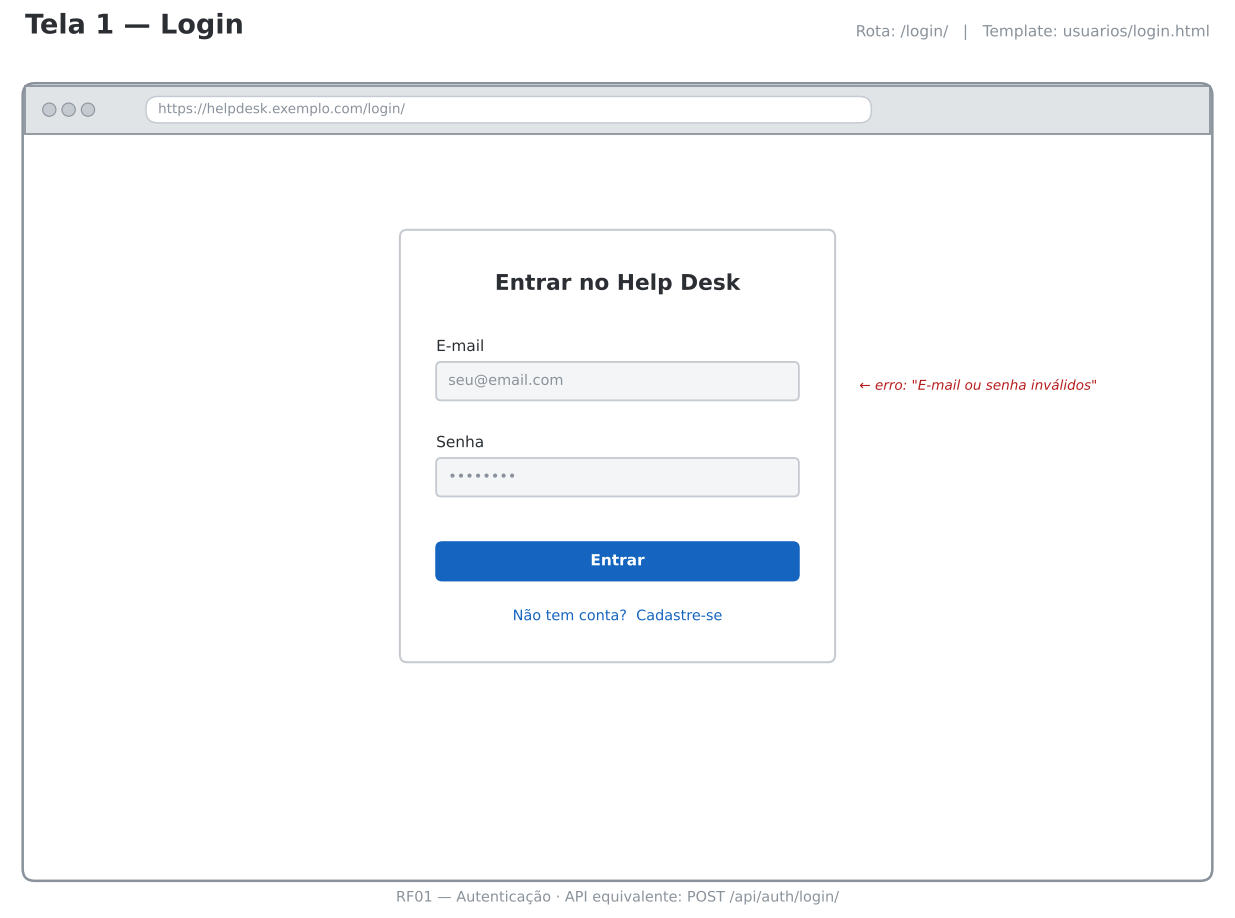 Tela 1 — Login
Rota: /login/ | Template: usuarios/login.html
https://helpdesk.exemplo.com/login/
Entrar no Help Desk
E-mail
seu@email.com
← erro: "E-mail ou senha inválidos"
Senha
••••••••
Entrar
Não tem conta? Cadastre-se
RF01 — Autenticação · API equivalente: POST /api/auth/login/